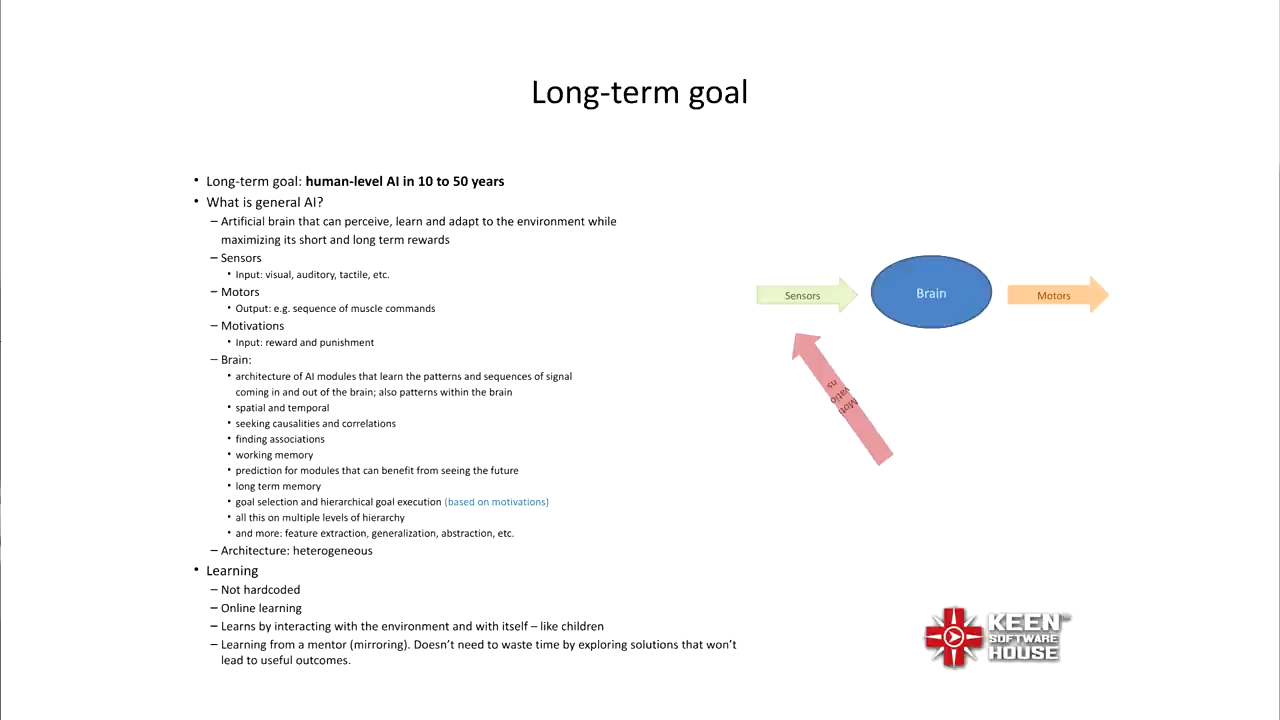 Long-term goal
• Long-term goal: human-level AI in 10 to 50 years
• What is general AI?
– Artificial brain that can perceive, learn and adapt to the environment while
maximizing its short and long term rewards
– Sensors
• Input: visual, auditory, tactile, etc.
– Motors
• Output: e.g. sequence of muscle commands
– Motivations
• Input: reward and punishment
– Brain:
• architecture of AI modules that learn the patterns and sequences of signal
coming in and out of the brain; also patterns within the brain
• spatial and temporal
• seeking causalities and correlations
• finding associations
• working memory
• prediction for modules that can benefit from seeing the future
• long term memory
• goal selection and hierarchical goal execution (based on motivations)
• all this on multiple levels of hierarchy
• and more: feature extraction, generalization, abstraction, etc.
– Architecture: heterogeneous
• Learning
– Not hardcoded
– Online learning
– Learns by interacting with the environment and with itself – like children
– Learning from a mentor (mirroring). Doesn’t need to waste time by exploring solutions that won’t
lead to useful outcomes.
Sensors
Brain
Motors
Moti
vatio
ns
KEEN™
SOFTWARE
HOUSE